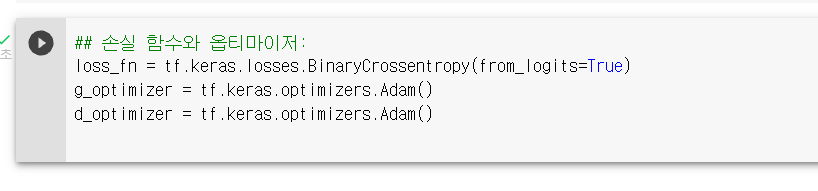 ## 손실 함수와 옵티마이저:
초
loss_fn = tf.keras.losses.BinaryCrossentropy(from_logits=True)
g_optimizer = tf.keras.optimizers.Adam()
d_optimizer = tf.keras.optimizers.Adam()